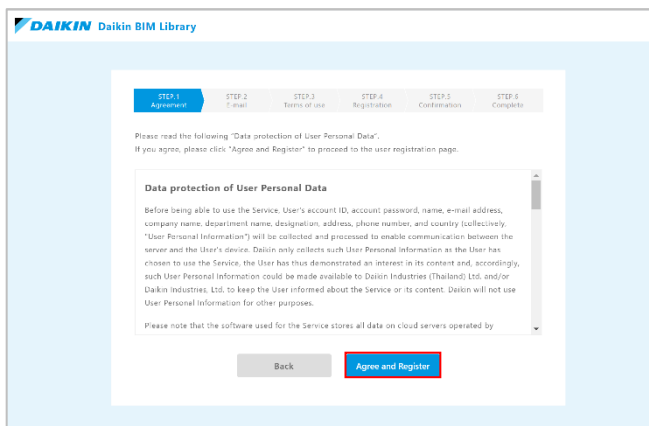 DAIKIN Daikin BIM Library
STEP.1 STEP.2 STEP.3 STEP.4 STEP.5 STEP.6
Agreement E-mail Terms of use Registration Confirmation Complete
Please read the following "Data protection of User Personal Data".
If you agree, please click "Agree and Register" to proceed to the user registration page.
Data protection of User Personal Data
Before being able to use the Service, User's account ID, account password, name, e-mail address,
company name, department name, designation, address, phone number, and country (collectively,
"User Personal Information") will be collected and processed to enable communication between the
server and the User's device. Daikin only collects such User Personal Information as the User has
chosen to use the Service, the User has thus demonstrated an interest in its content and, accordingly,
such User Personal Information could be made available to Daikin Industries (Thailand) Ltd. and/or
Daikin Industries, Ltd. to keep the User informed about the Service or its content. Daikin will not use
User Personal Information for other purposes.
Please note that the software used for the Service stores all data on cloud servers operated by
Back Agree and Register